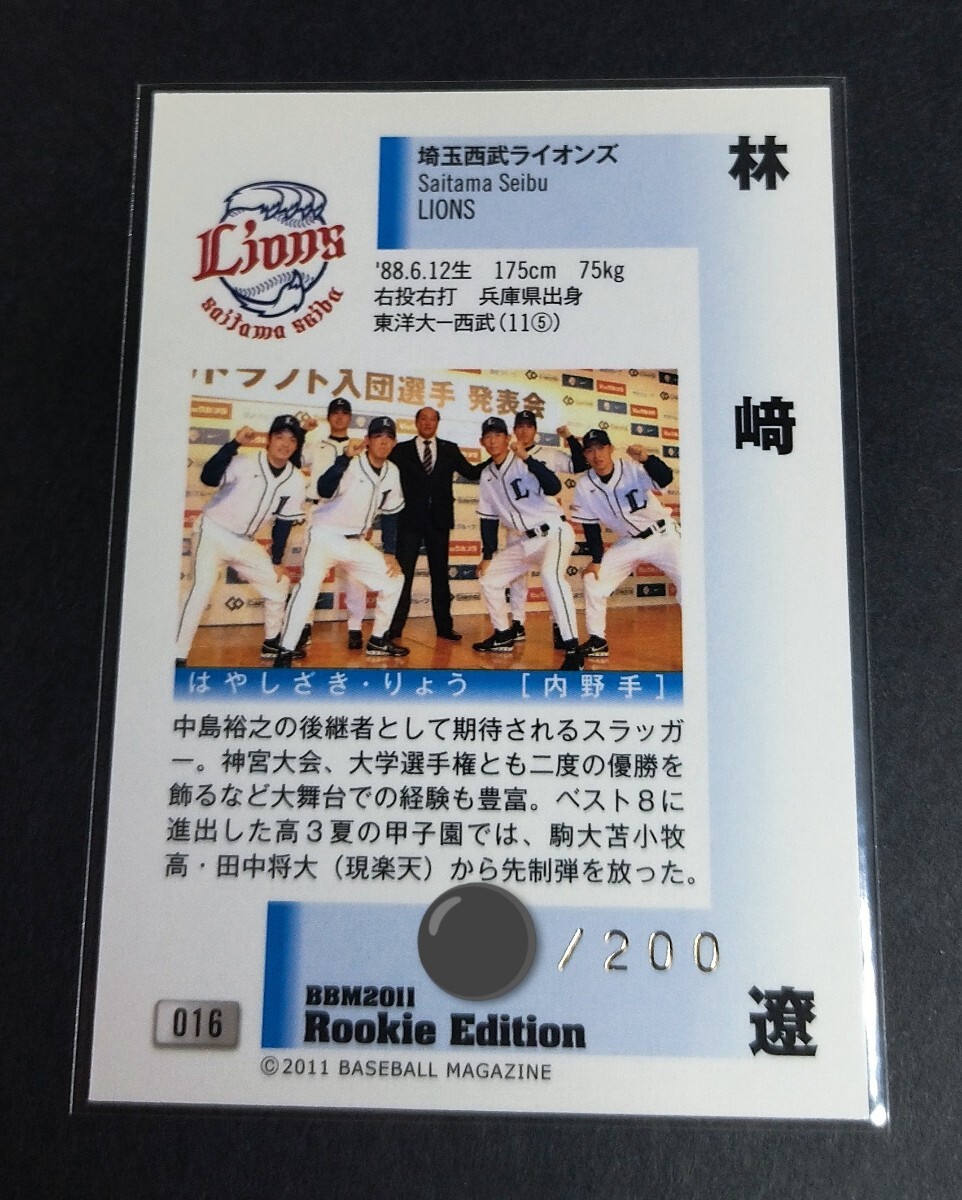 林﨑遼
埼玉西武ライオンズ
Saitama Seibu
LIONS
Lions
Saitama Seibu
'88.6.12生 175cm 75kg
右投右打 兵庫県出身
東洋大ー西武(11⑤)
ドラフト入団選手 発表会
はやしざき・りょう [内野手]
中島裕之の後継者として期待されるスラッガ
ー。神宮大会、大学選手権とも二度の優勝を
飾るなど大舞台での経験も豊富。ベスト8に
進出した高3夏の甲子園では、駒大苫小牧
高・田中将大(現楽天)から先制弾を放った。
/200
016
BBM2011
Rookie Edition
©2011 BASEBALL MAGAZINE